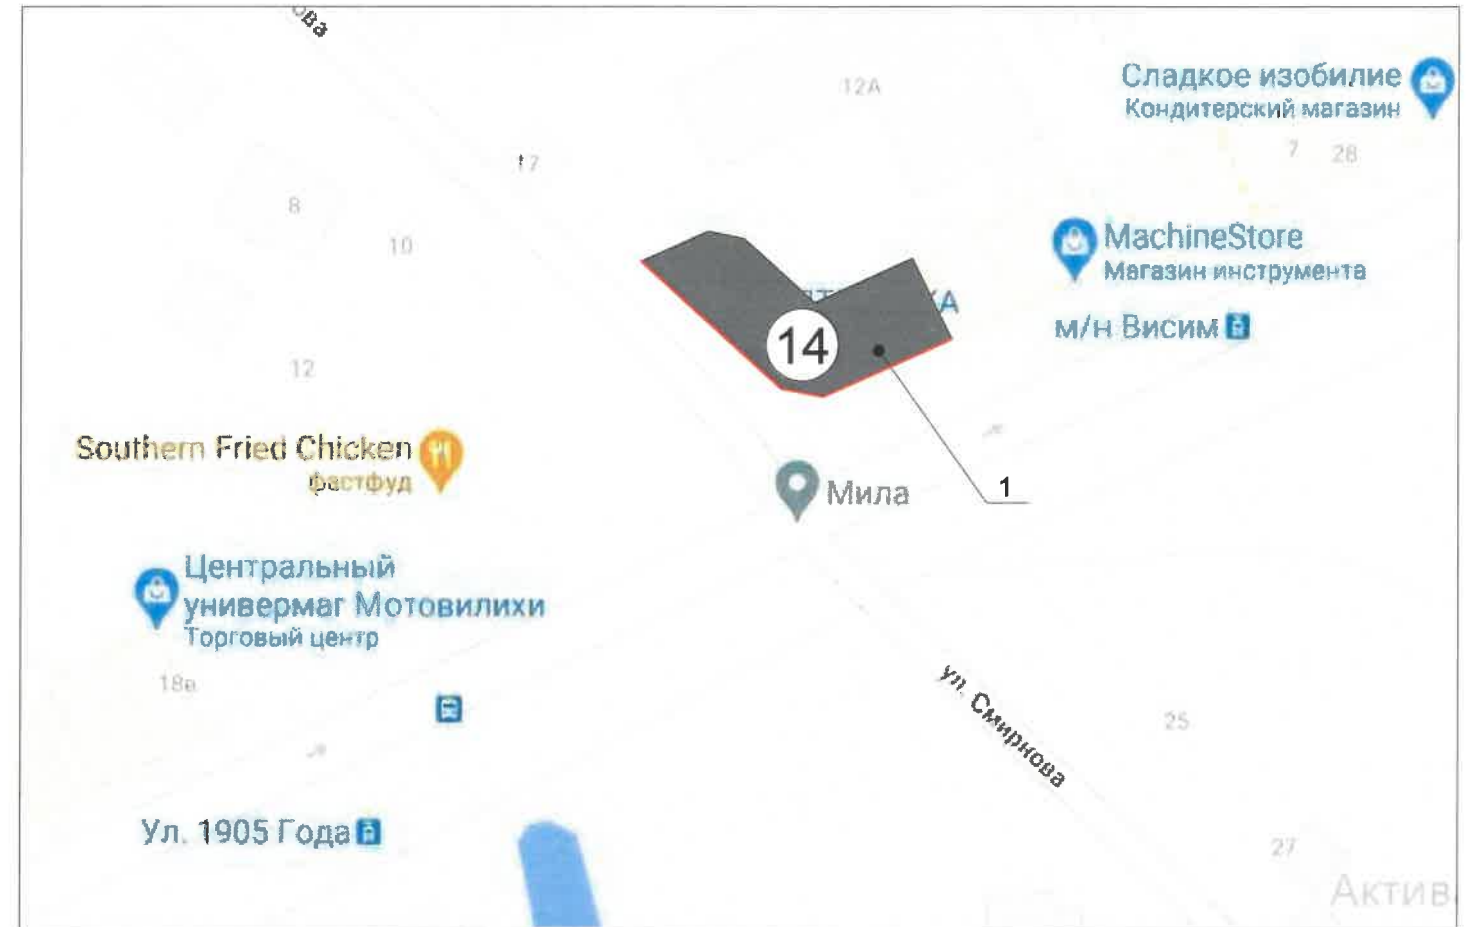 ова
12А
Сладкое изобилие
Кондитерский магазин
17
7
28
8
10
MachineStore
Магазин инструмента
м/н Висим
14
12
Southern Fried Chicken
фастфуд
Мила
1
Центральный
универмаг Мотовилихи
Торговый центр
18в
ул. Смирнова
25
Ул. 1905 Года
27
Актив